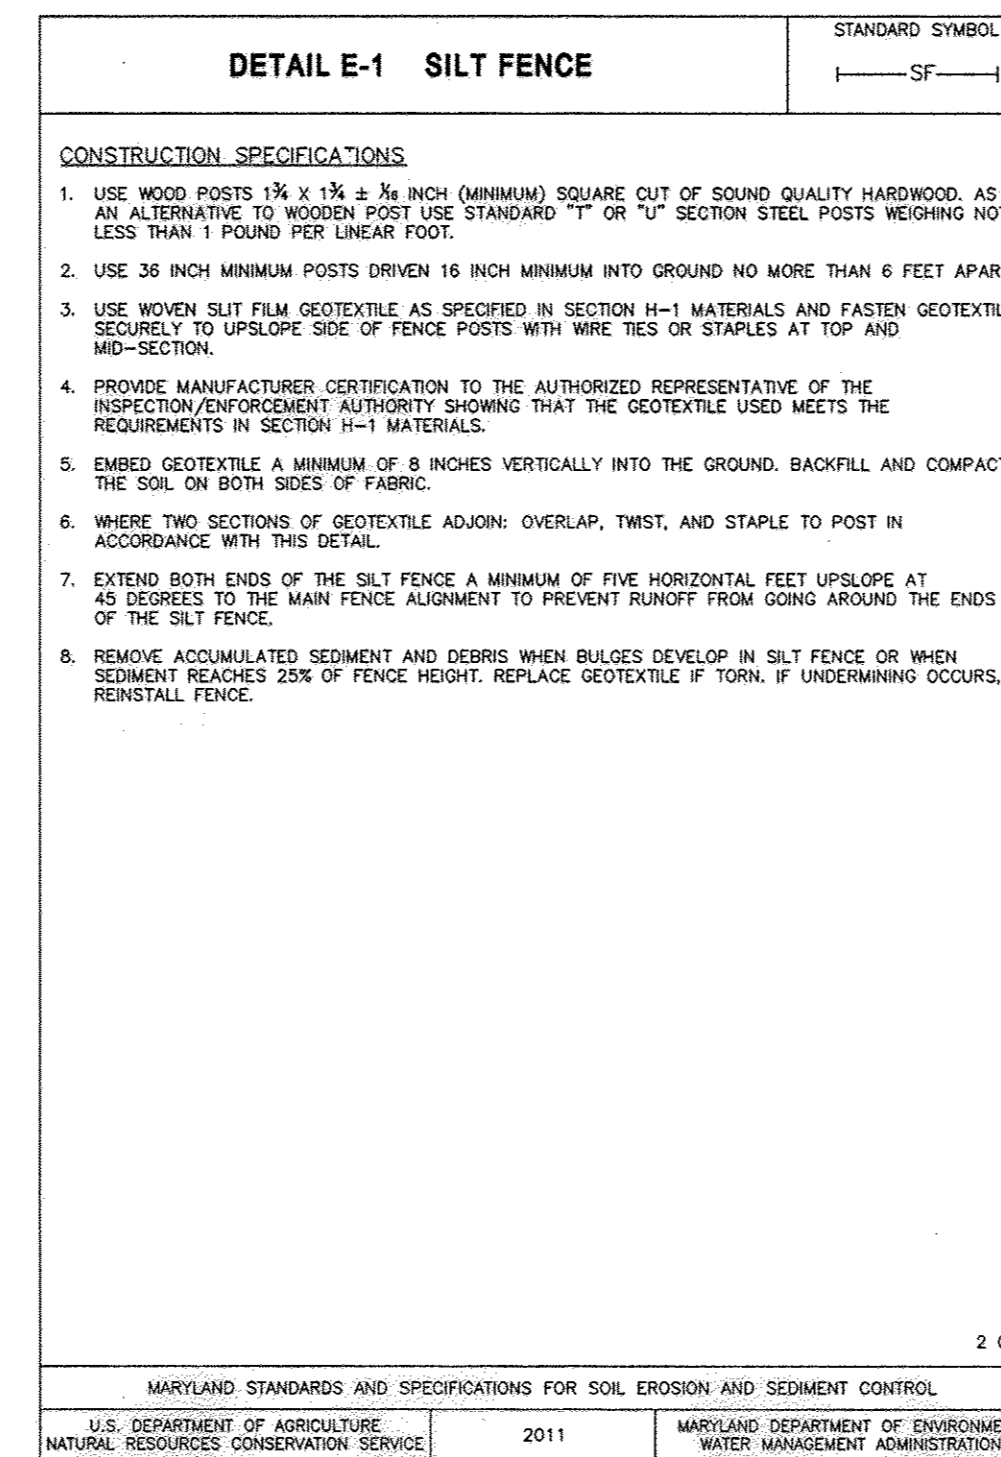 DETAIL E-1 SILT FENCE
STANDARD SYMBOL
SF
CONSTRUCTION SPECIFICATIONS
1. USE WOOD POSTS 1¾ X 1¾ ± 1/16 INCH (MINIMUM) SQUARE CUT OF SOUND QUALITY HARDWOOD. AS
AN ALTERNATIVE TO WOODEN POST USE STANDARD "T" OR "U" SECTION STEEL POSTS WEIGHING NOT
LESS THAN 1 POUND PER LINEAR FOOT.
2. USE 36 INCH MINIMUM POSTS DRIVEN 16 INCH MINIMUM INTO GROUND NO MORE THAN 6 FEET APAR
3. USE WOVEN SLIT FILM GEOTEXTILE AS SPECIFIED IN SECTION H-1 MATERIALS AND FASTEN GEOTEXTIL
SECURELY TO UPSLOPE SIDE OF FENCE POSTS WITH WIRE TIES OR STAPLES AT TOP AND
MID-SECTION.
4. PROVIDE MANUFACTURER CERTIFICATION TO THE AUTHORIZED REPRESENTATIVE OF THE
INSPECTION/ENFORCEMENT AUTHORITY SHOWING THAT THE GEOTEXTILE USED MEETS THE
REQUIREMENTS IN SECTION H-1 MATERIALS.
5. EMBED GEOTEXTILE A MINIMUM OF 8 INCHES VERTICALLY INTO THE GROUND. BACKFILL AND COMPACT
THE SOIL ON BOTH SIDES OF FABRIC.
6. WHERE TWO SECTIONS OF GEOTEXTILE ADJOIN: OVERLAP, TWIST, AND STAPLE TO POST IN
ACCORDANCE WITH THIS DETAIL.
7. EXTEND BOTH ENDS OF THE SILT FENCE A MINIMUM OF FIVE HORIZONTAL FEET UPSLOPE AT
45 DEGREES TO THE MAIN FENCE ALIGNMENT TO PREVENT RUNOFF FROM GOING AROUND THE ENDS
OF THE SILT FENCE.
8. REMOVE ACCUMULATED SEDIMENT AND DEBRIS WHEN BULGES DEVELOP IN SILT FENCE OR WHEN
SEDIMENT REACHES 25% OF FENCE HEIGHT. REPLACE GEOTEXTILE IF TORN. IF UNDERMINING OCCURS,
REINSTALL FENCE.
2
MARYLAND STANDARDS AND SPECIFICATIONS FOR SOIL EROSION AND SEDIMENT CONTROL
U.S. DEPARTMENT OF AGRICULTURE
NATURAL RESOURCES CONSERVATION SERVICE
2011
MARYLAND DEPARTMENT OF ENVIRONME
WATER MANAGEMENT ADMINISTRATION